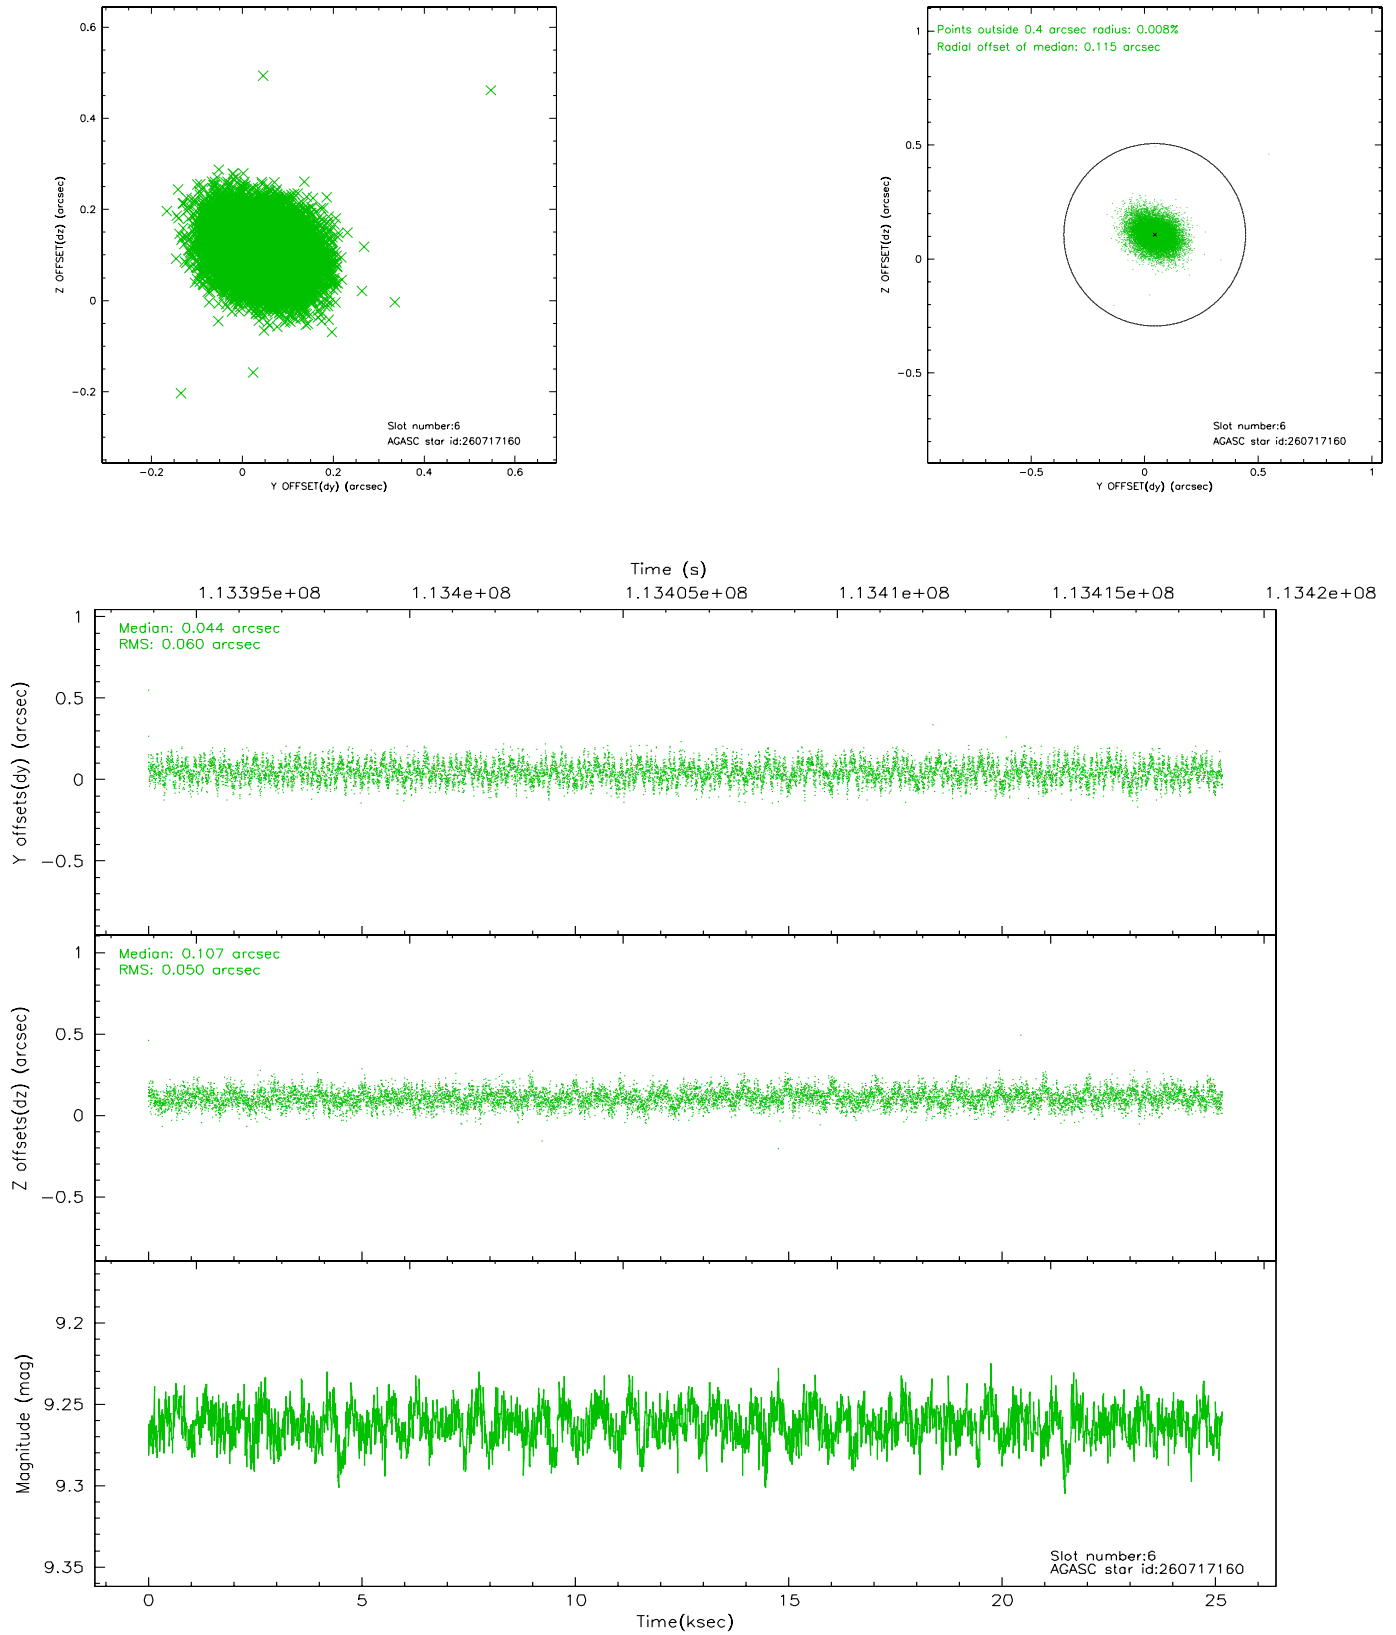 0.6
0.4
0.2
0
−0.2
Z OFFSET(dz) (arcsec)
Slot number:6
AGASC star id:260717160
−0.2 0 0.2 0.4 0.6
Y OFFSET(dy) (arcsec)
Points outside 0.4 arcsec radius: 0.008%
Radial offset of median: 0.115 arcsec
1
0.5
0
−0.5
Z OFFSET(dz) (arcsec)
Slot number:6
AGASC star id:260717160
−0.5 0 0.5 1
Y OFFSET(dy) (arcsec)
Time (s)
1.13395e+08 1.134e+08 1.13405e+08 1.1341e+08 1.13415e+08 1.1342e+08
Median: 0.044 arcsec
RMS: 0.060 arcsec
1
0.5
0
−0.5
Y offsets(dy) (arcsec)
Median: 0.107 arcsec
RMS: 0.050 arcsec
1
0.5
0
−0.5
Z offsets(dz) (arcsec)
9.2
9.25
9.3
9.35
Magnitude (mag)
Slot number:6
AGASC star id:260717160
0 5 10 15 20 25
Time(ksec)